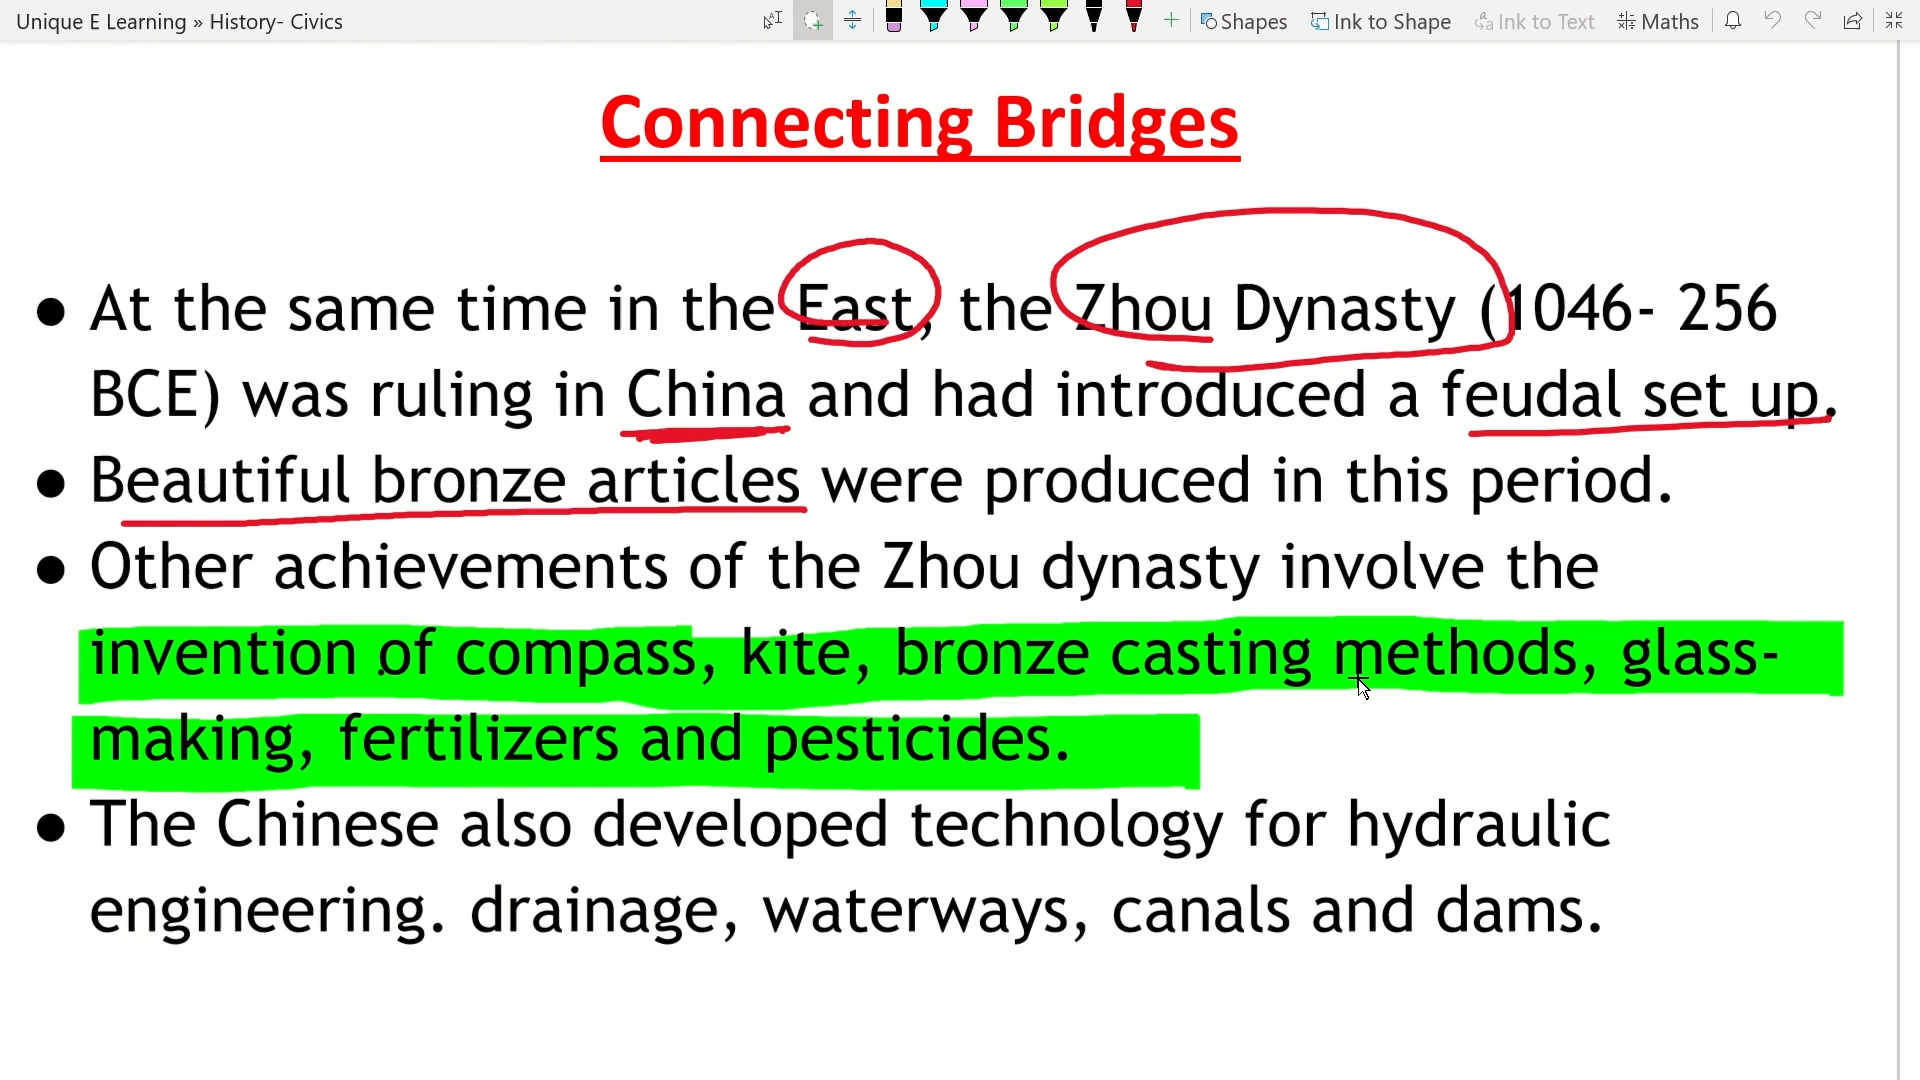 Unique E Learning » History- Civics
Shapes Ink to Shape Ink to Text Maths
Connecting Bridges
● At the same time in the East, the Zhou Dynasty (1046- 256
BCE) was ruling in China and had introduced a feudal set up.
● Beautiful bronze articles were produced in this period.
● Other achievements of the Zhou dynasty involve the
invention of compass, kite, bronze casting methods, glass-
making, fertilizers and pesticides.
● The Chinese also developed technology for hydraulic
engineering. drainage, waterways, canals and dams.